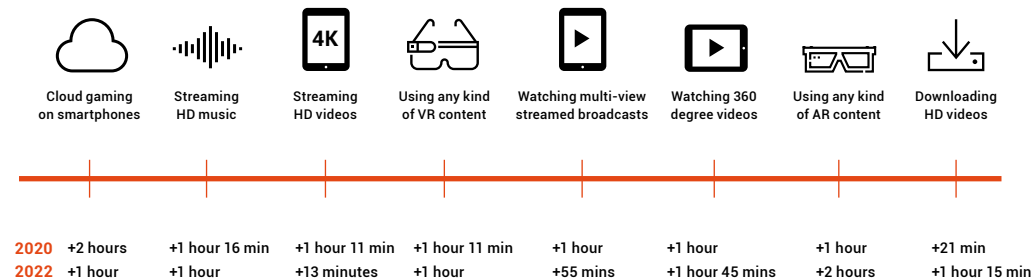 4K
Cloud gaming
on smartphones
Streaming
HD music
Streaming
HD videos
Using any kind
of VR content
Watching multi-view
streamed broadcasts
Watching 360
degree videos
Using any kind
of AR content
Downloading
HD videos
2020 +2 hours +1 hour 16 min +1 hour 11 min +1 hour 11 min +1 hour +1 hour +1 hour +21 min
2022 +1 hour +1 hour +13 minutes +1 hour +55 mins +1 hour 45 mins +2 hours +1 hour 15 min